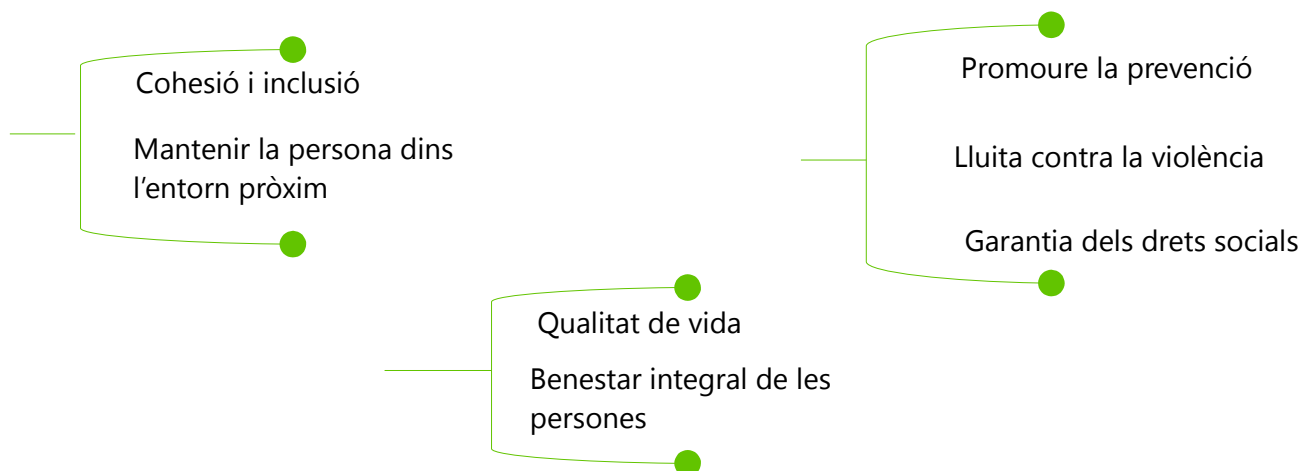 Cohesió i inclusió
Mantenir la persona dins
l’entorn pròxim
Promoure la prevenció
Lluita contra la violència
Garantia dels drets socials
Qualitat de vida
Benestar integral de les
persones